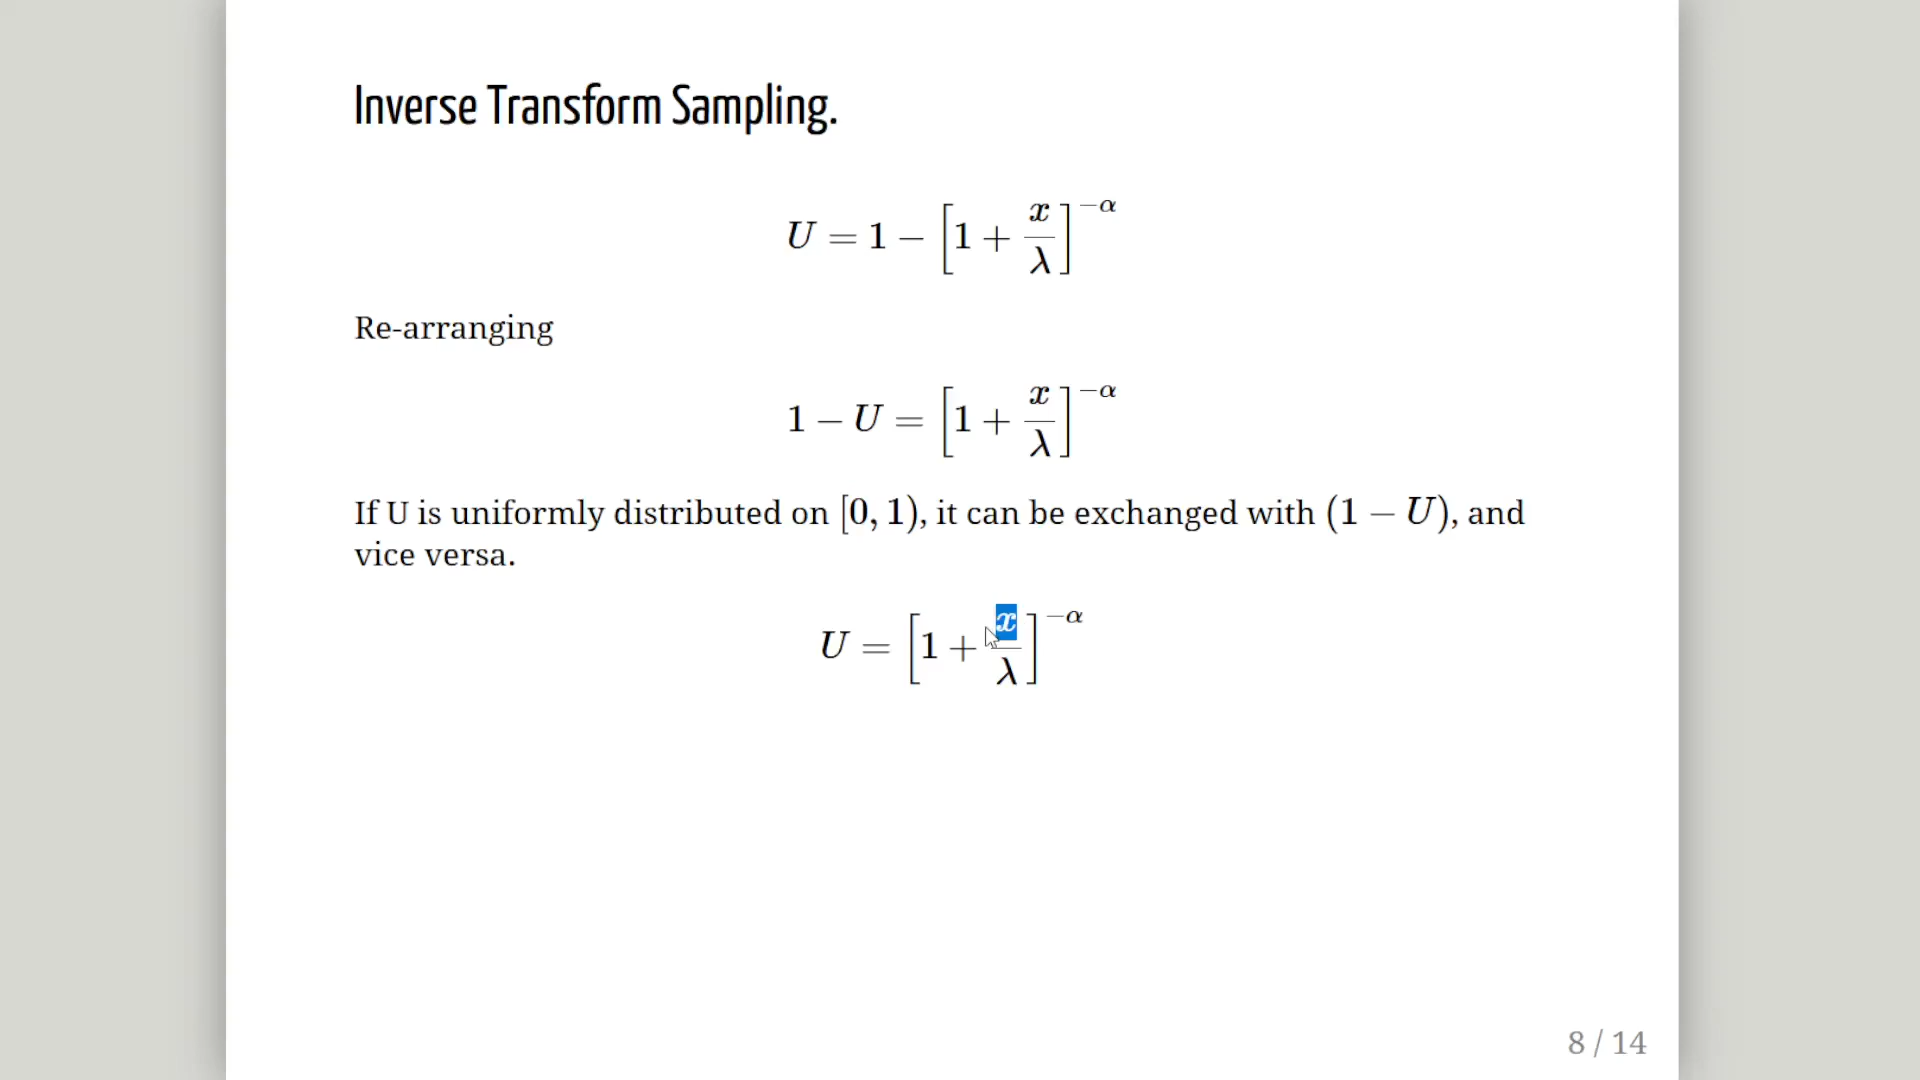 Inverse Transform Sampling.
U = 1 − [1 + x/λ]^−α
Re-arranging
1 − U = [1 + x/λ]^−α
If U is uniformly distributed on [0, 1), it can be exchanged with (1 − U), and
vice versa.
U = [1 + x/λ]^−α
8 / 14